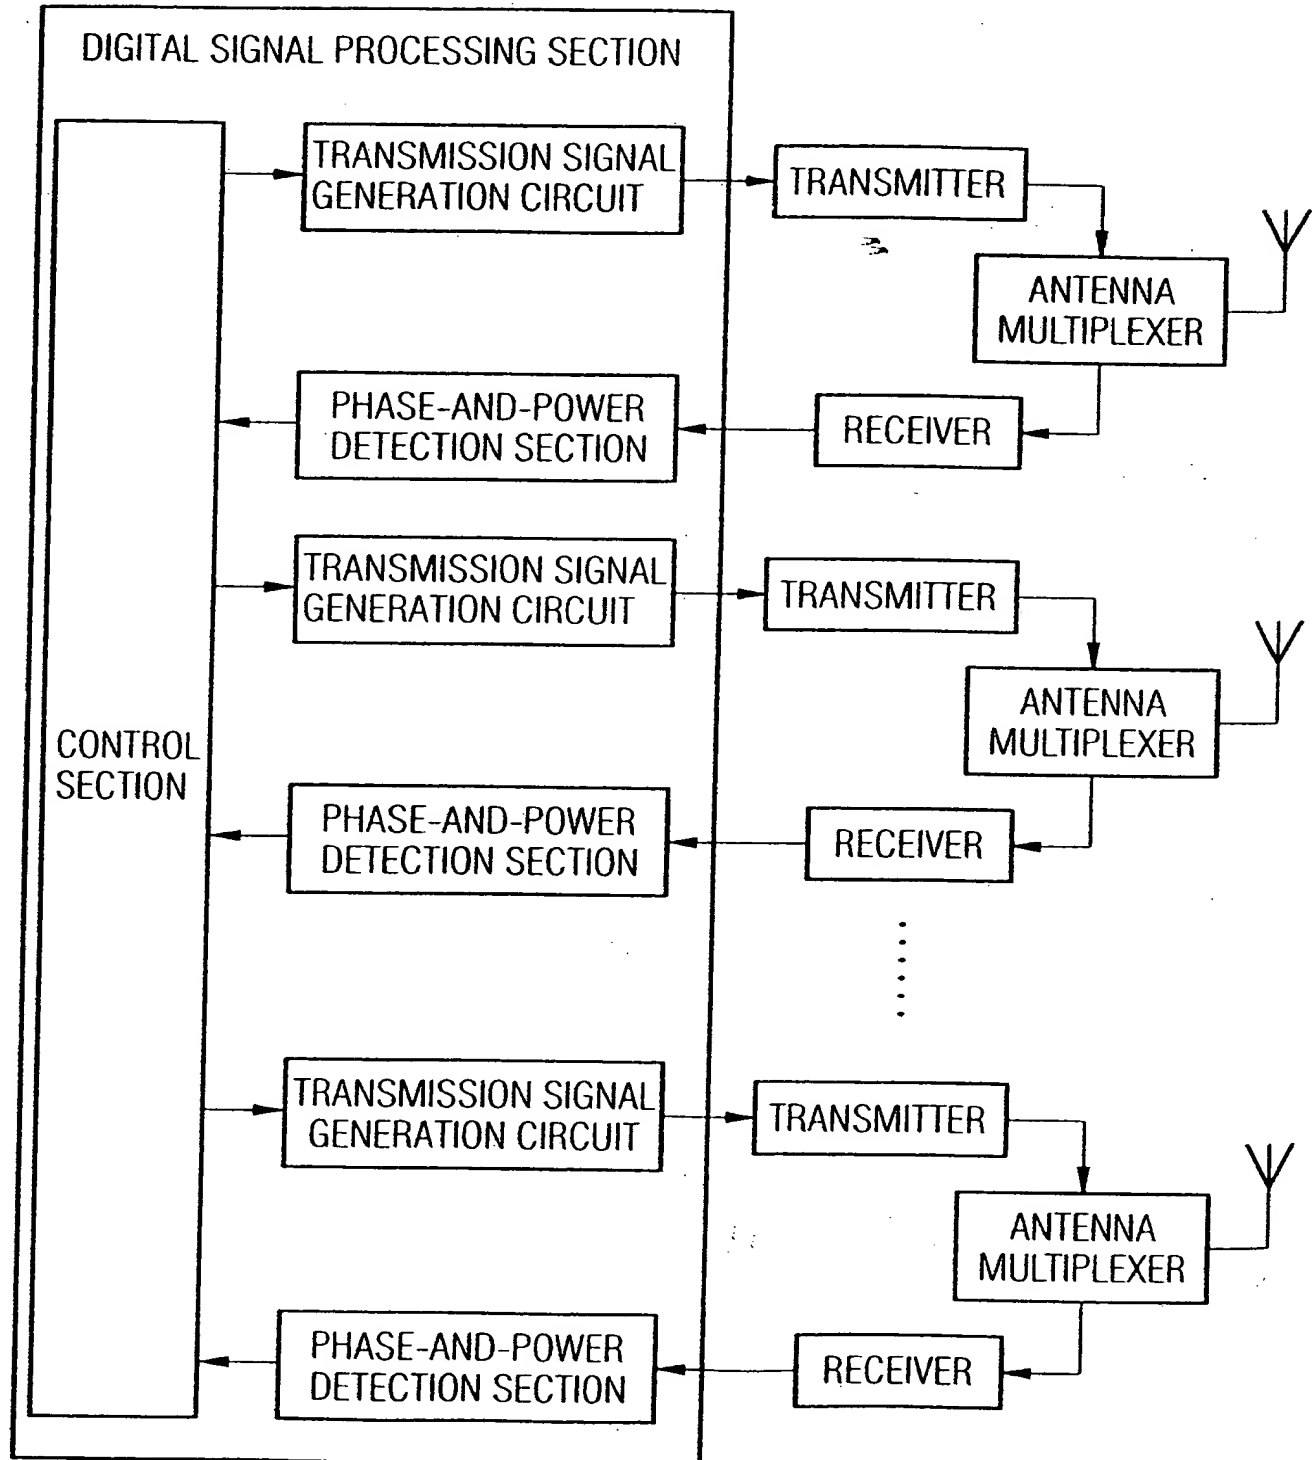 DIGITAL SIGNAL PROCESSING SECTION
TRANSMISSION SIGNAL
GENERATION CIRCUIT
TRANSMITTER
ANTENNA
MULTIPLEXER
PHASE-AND-POWER
DETECTION SECTION
RECEIVER
TRANSMISSION SIGNAL
GENERATION CIRCUIT
TRANSMITTER
ANTENNA
MULTIPLEXER
CONTROL
SECTION
PHASE-AND-POWER
DETECTION SECTION
RECEIVER
TRANSMISSION SIGNAL
GENERATION CIRCUIT
TRANSMITTER
ANTENNA
MULTIPLEXER
PHASE-AND-POWER
DETECTION SECTION
RECEIVER